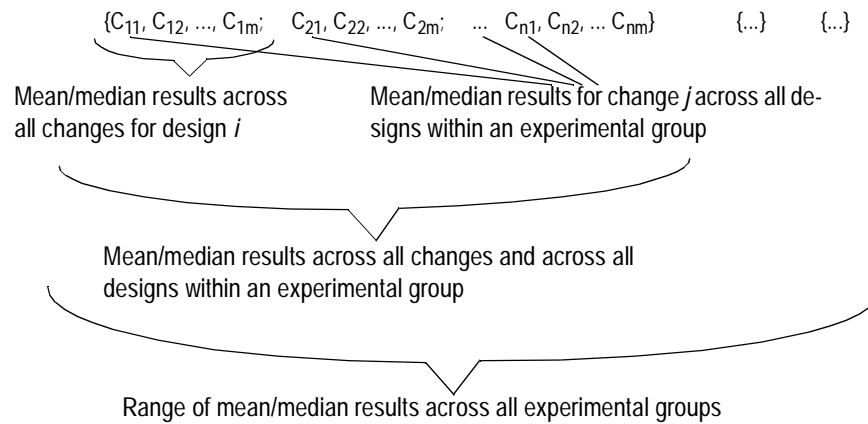 {C11, C12, ..., C1m; C21, C22, ..., C2m; ... Cn1, Cn2, ... Cnm} {...} {...}
Mean/median results across
all changes for design i
Mean/median results for change j across all de-
signs within an experimental group
Mean/median results across all changes and across all
designs within an experimental group
Range of mean/median results across all experimental groups